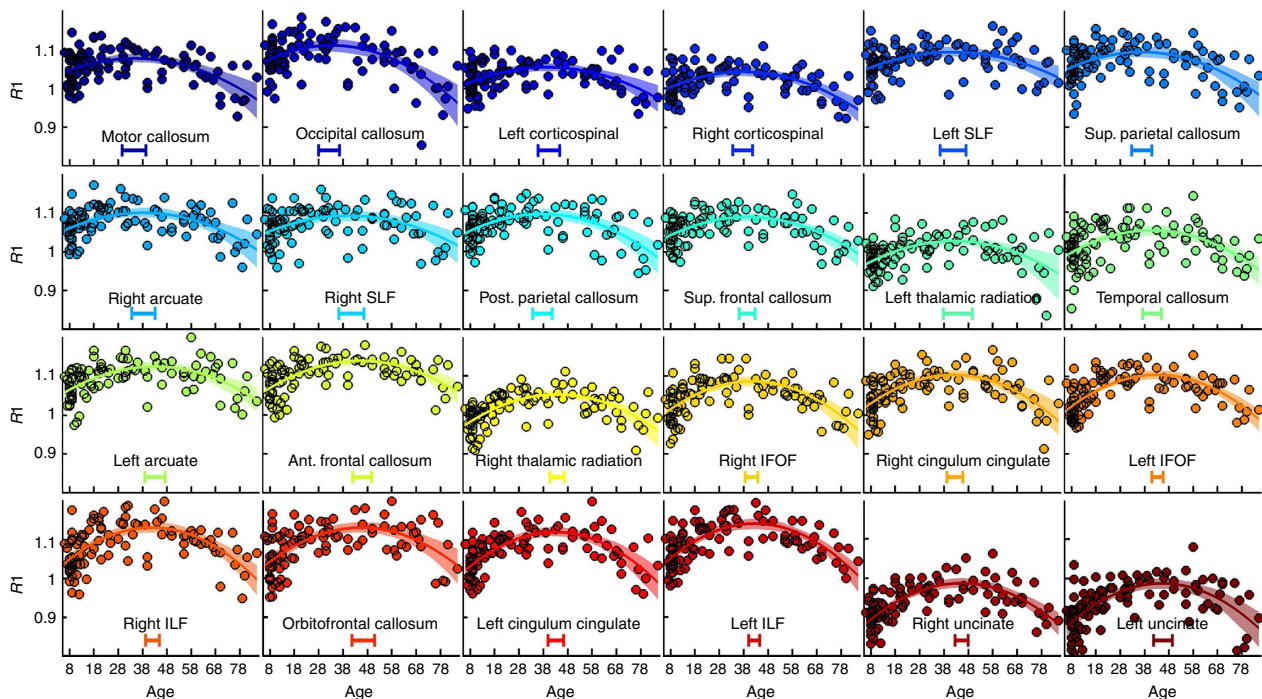 R1
1.1
1
0.9
Motor callosum
Occipital callosum
Left corticospinal
Right corticospinal
Left SLF
Sup. parietal callosum
R1
1.1
1
0.9
Right arcuate
Right SLF
Post. parietal callosum
Sup. frontal callosum
Left thalamic radiation
Temporal callosum
R1
1.1
1
0.9
Left arcuate
Ant. frontal callosum
Right thalamic radiation
Right IFOF
Right cingulum cingulate
Left IFOF
R1
1.1
1
0.9
Right ILF
Orbitofrontal callosum
Left cingulum cingulate
Left ILF
Right uncinate
Left uncinate
8 18 28 38 48 58 68 78 8 18 28 38 48 58 68 78 8 18 28 38 48 58 68 78 8 18 28 38 48 58 68 78 8 18 28 38 48 58 68 78 8 18 28 38 48 58 68 78
Age Age Age Age Age Age